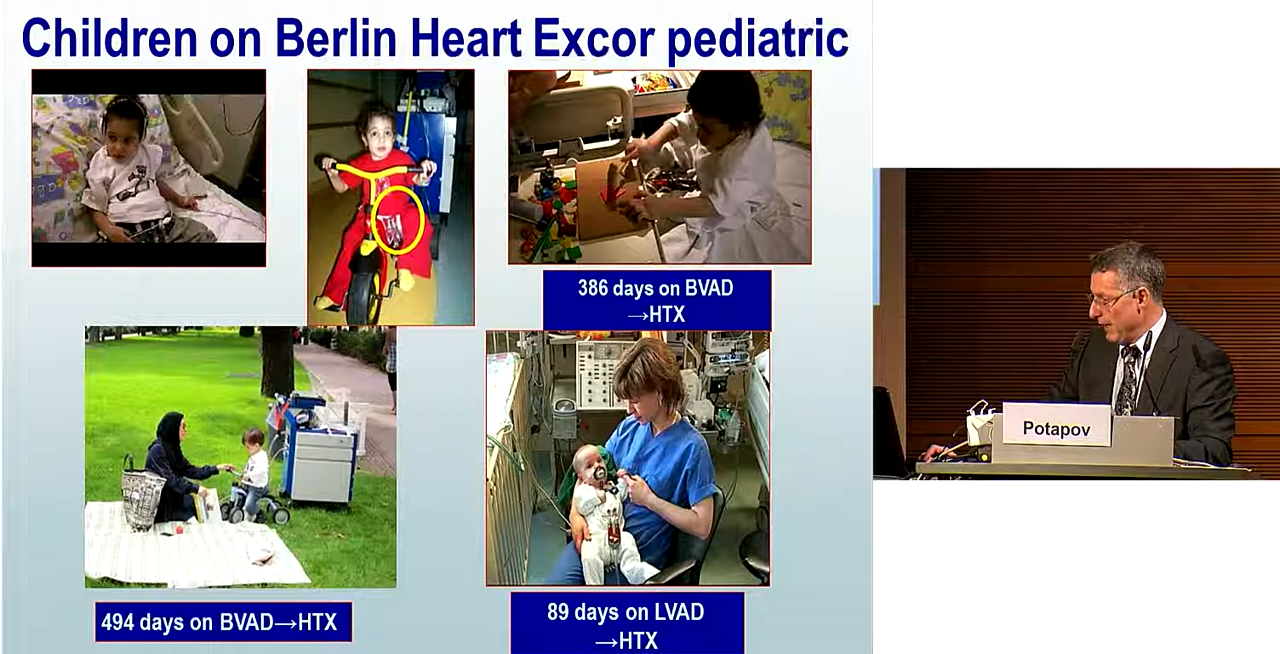 Children on Berlin Heart Excor pediatric
386 days on BVAD
→HTX
494 days on BVAD→HTX
89 days on LVAD
→HTX
Potapov